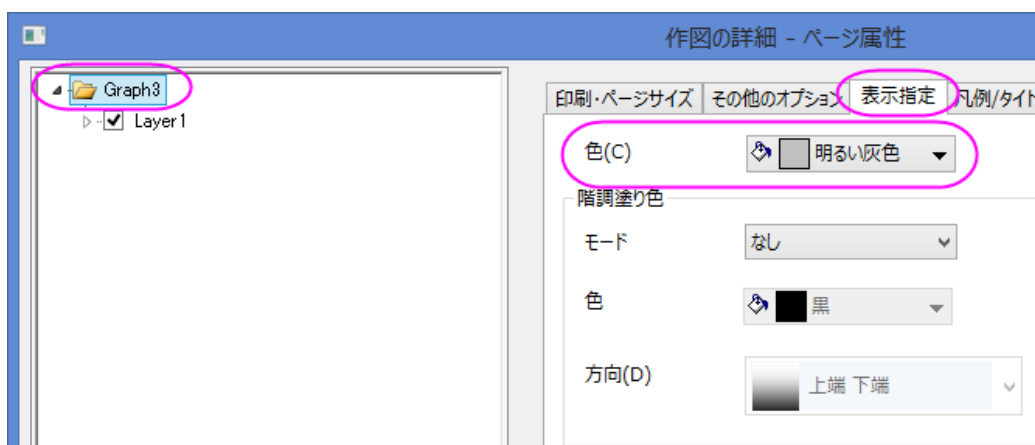 作図の詳細 - ページ属性
Graph3
Layer1
印刷・ページサイズ その他のオプション 表示指定 凡例/タイト
色(C) 明るい灰色
階調塗り色
モード なし
色 黒
方向(D) 上端 下端